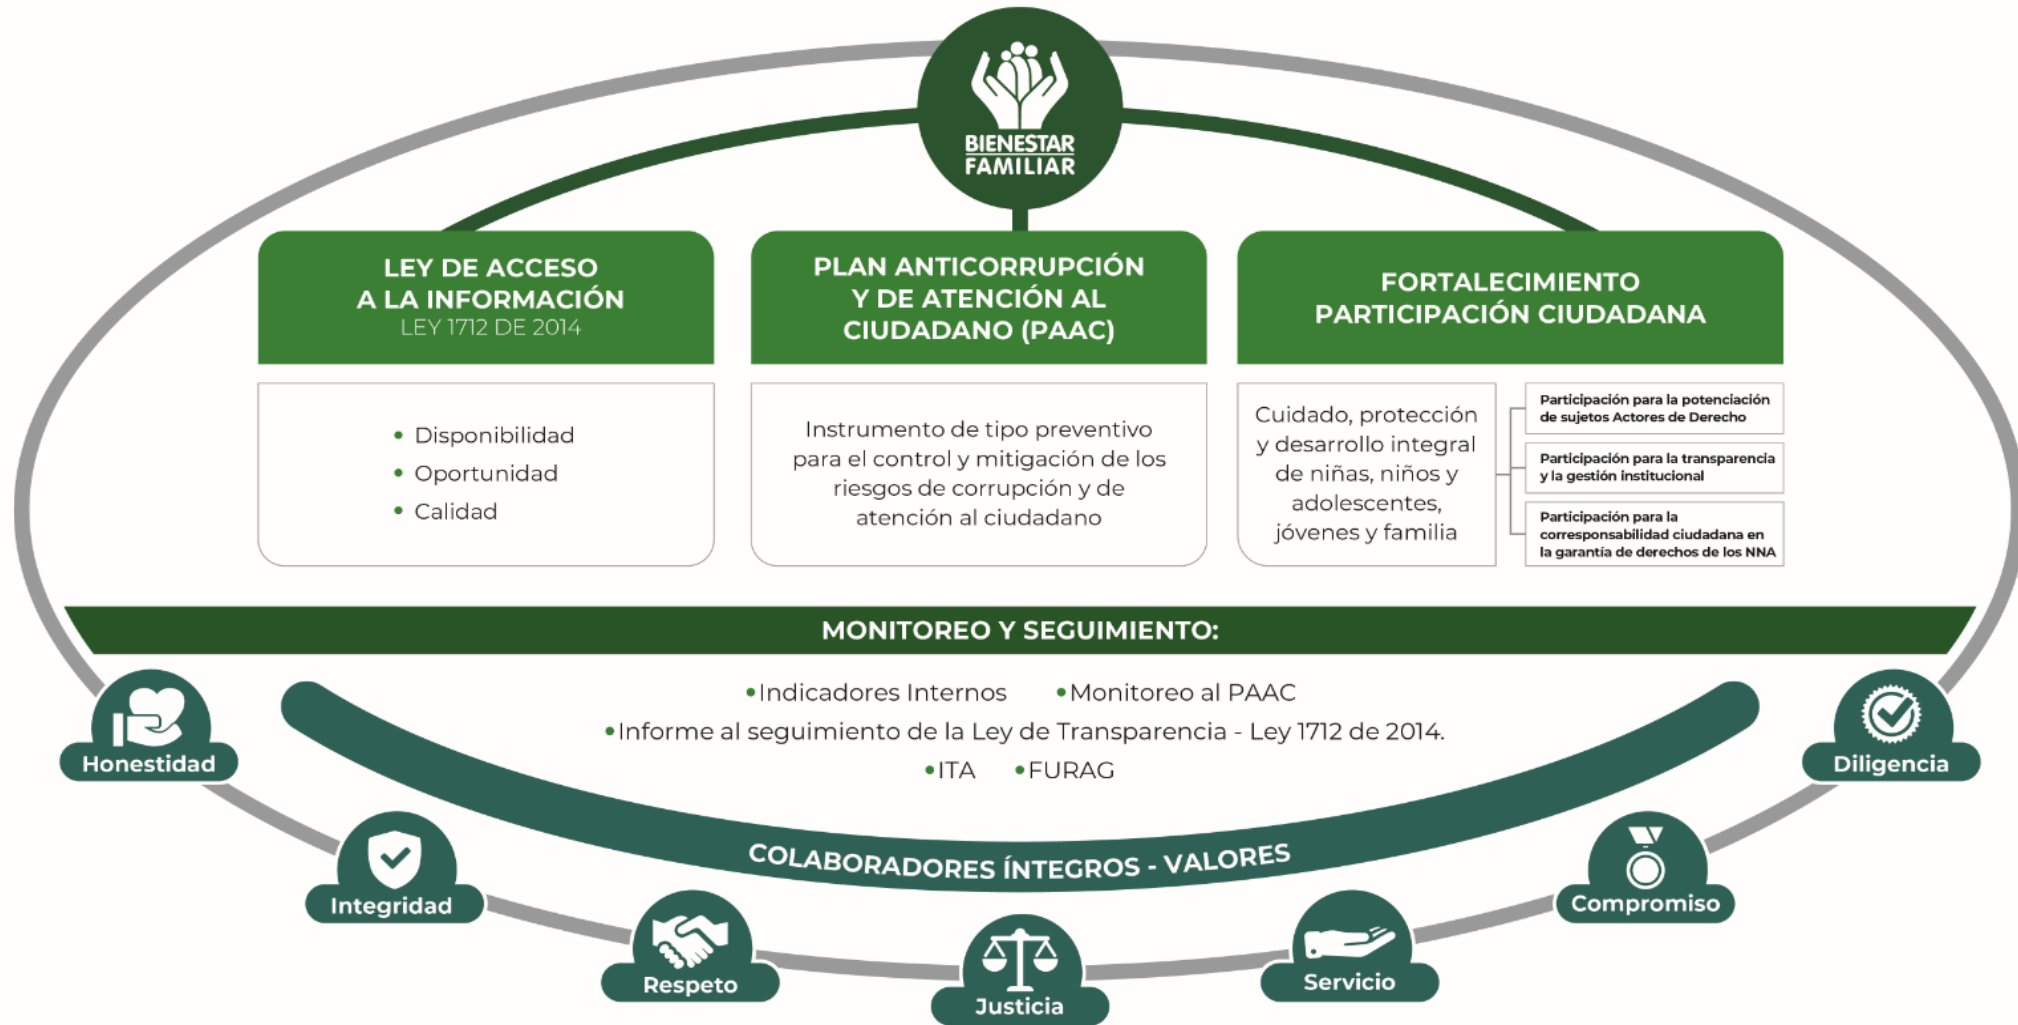 BIENESTAR
FAMILIAR
LEY DE ACCESO
A LA INFORMACIÓN
LEY 1712 DE 2014
• Disponibilidad
• Oportunidad
• Calidad
PLAN ANTICORRUPCIÓN
Y DE ATENCIÓN AL
CIUDADANO (PAAC)
Instrumento de tipo preventivo
para el control y mitigación de los
riesgos de corrupción y de
atención al ciudadano
FORTALECIMIENTO
PARTICIPACIÓN CIUDADANA
Cuidado, protección
y desarrollo integral
de niñas, niños y
adolescentes,
jóvenes y familia
Participación para la potenciación
de sujetos Actores de Derecho
Participación para la transparencia
y la gestión institucional
Participación para la
corresponsabilidad ciudadana en
la garantía de derechos de los NNA
MONITOREO Y SEGUIMIENTO:
•Indicadores Internos •Monitoreo al PAAC
•Informe al seguimiento de la Ley de Transparencia - Ley 1712 de 2014.
•ITA •FURAG
COLABORADORES ÍNTEGROS - VALORES
Honestidad
Integridad
Respeto
Justicia
Servicio
Compromiso
Diligencia